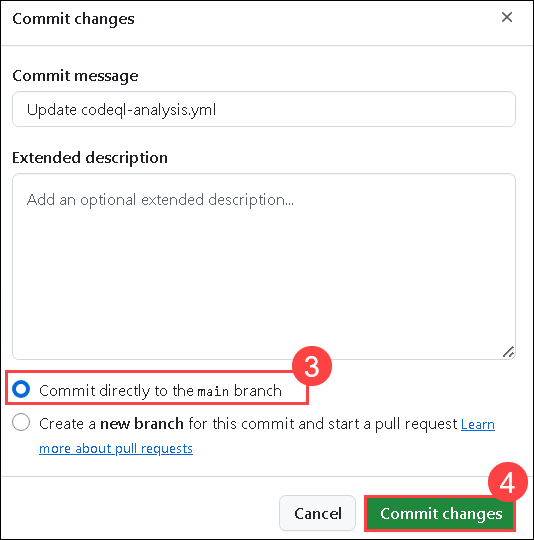 Commit changes
Commit message
Update codeql-analysis.yml
Extended description
Add an optional extended description...
3
Commit directly to the main branch
Create a new branch for this commit and start a pull request Learn
more about pull requests
4
Cancel
Commit changes